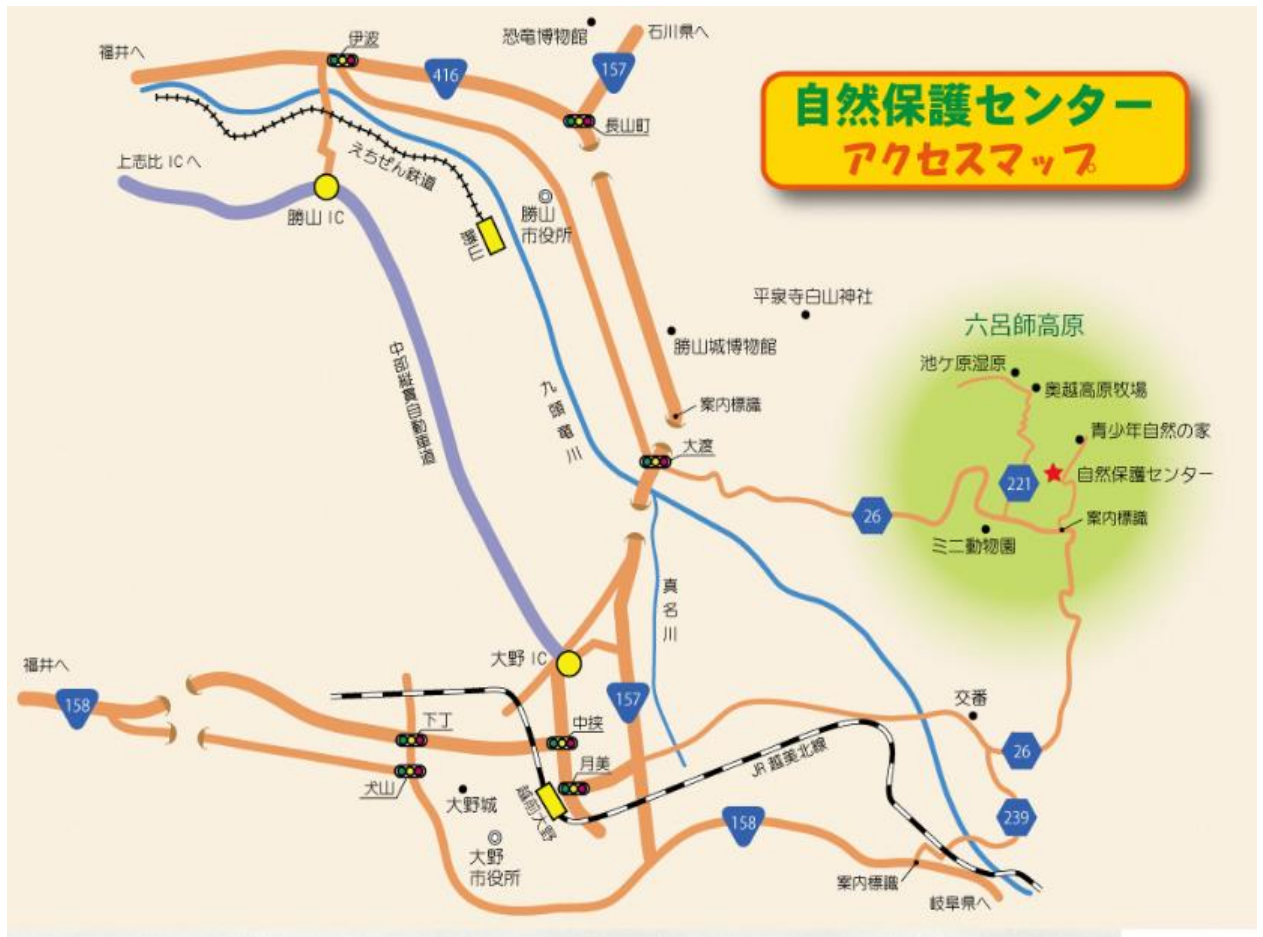 自然保護センター
アクセスマップ
福井へ
伊波
416
恐竜博物館
石川県へ
157
長山町
上志比ICへ
勝山IC
えちぜん鉄道
勝山
勝山
市役所
平泉寺白山神社
勝山城博物館
案内標識
中部縦貫自動車道
九頭竜川
大渡
六呂師高原
池ケ原湿原
奥越高原牧場
青少年自然の家
221
自然保護センター
26
案内標識
ミニ動物園
真名川
福井へ
158
大野IC
157
下丁
中挾
犬山
月美
大野城
越前大野
JR越美北線
大野
市役所
交番
26
239
158
案内標識
岐阜県へ